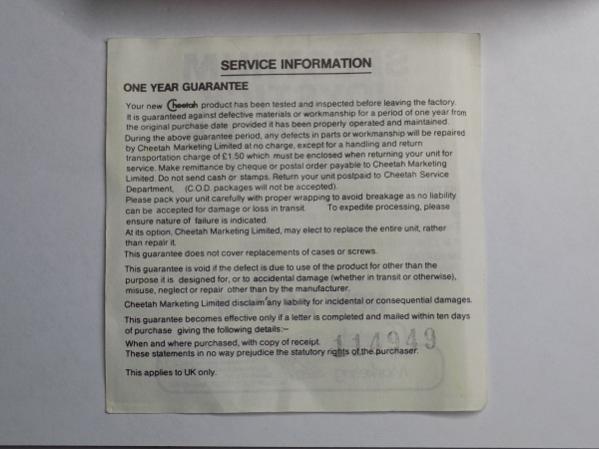 SERVICE INFORMATION
ONE YEAR GUARANTEE
Your new Cheetah product has been tested and inspected before leaving the factory.
It is guaranteed against defective materials or workmanship for a period of one year from
the original purchase date provided it has been properly operated and maintained.
During the above guarantee period, any defects in parts or workmanship will be repaired
by Cheetah Marketing Limited at no charge, except for a handling and return
transportation charge of £1.50 which must be enclosed when returning your unit for
service. Make remittance by cheque or postal order payable to Cheetah Marketing
Limited. Do not send cash or stamps. Return your unit postpaid to Cheetah Service
Department, (C.O.D. packages will not be accepted).
Please pack your unit carefully with proper wrapping to avoid breakage as no liability
can be accepted for damage or loss in transit. To expedite processing, please
ensure nature of failure is indicated.
At its option, Cheetah Marketing Limited, may elect to replace the entire unit, rather
than repair it.
This guarantee does not cover replacements of cases or screws.
This guarantee is void if the defect is due to use of the product for other than the
purpose it is designed for, or to accidental damage (whether in transit or otherwise),
misuse, neglect or repair other than by the manufacturer.
Cheetah Marketing Limited disclaim any liability for incidental or consequential damages.
This guarantee becomes effective only if a letter is completed and mailed within ten days
of purchase giving the following details:–
When and where purchased, with copy of receipt.
114949
These statements in no way prejudice the statutory rights of the purchaser.
This applies to UK only.